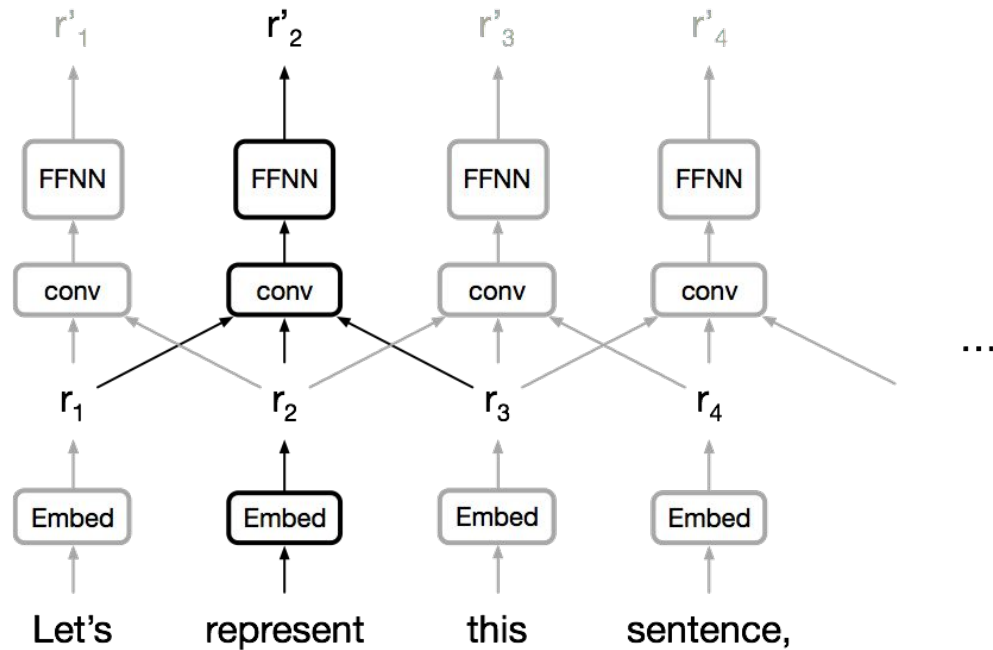 r'₁ r'₂ r'₃ r'₄
FFNN FFNN FFNN FFNN
conv conv conv conv
...
r₁ r₂ r₃ r₄
Embed Embed Embed Embed
Let's represent this sentence,